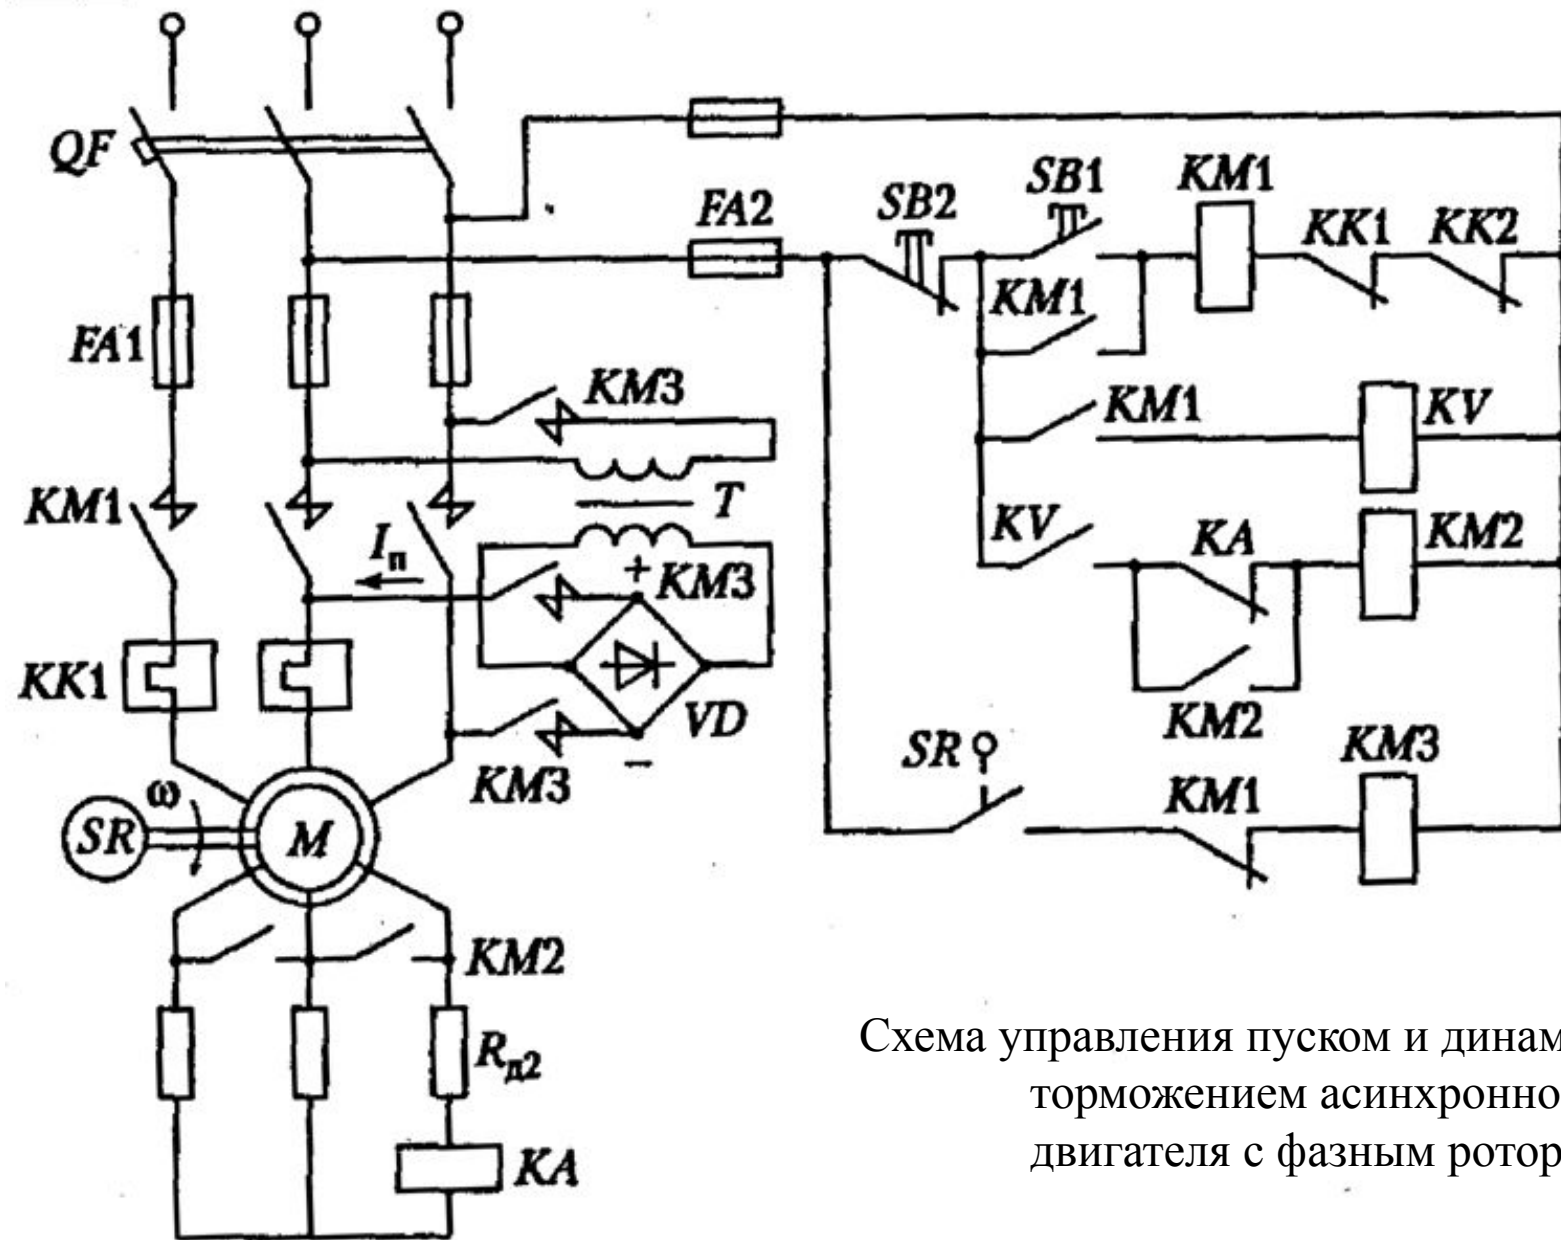 QF
FA2
SB2
SB1
KM1
KK1
KK2
FA1
KM1
KM3
KM1
KV
KM1
Iп
T
KV
KA
KM2
+
KM3
KK1
VD
KM2
KM3
–
SR
KM1
KM3
ω
SR
M
KM2
Rд2
KA
Схема управления пуском и динам
торможением асинхронно
двигателя с фазным ротор